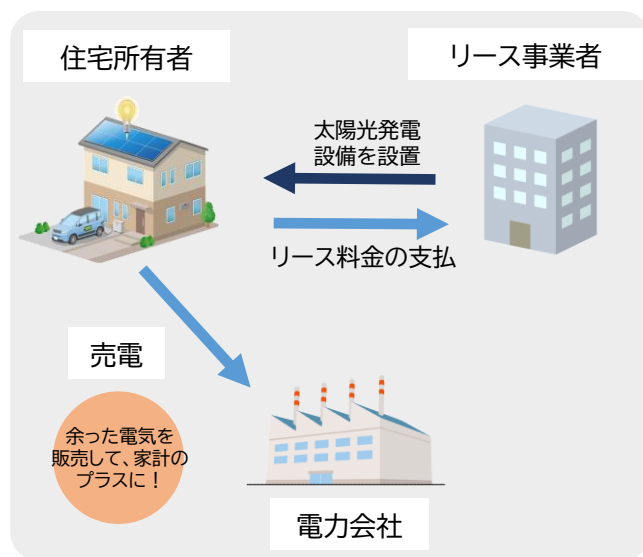 住宅所有者
リース事業者
太陽光発電
設備を設置
リース料金の支払
売電
余った電気を
販売して、家計の
プラスに！
電力会社